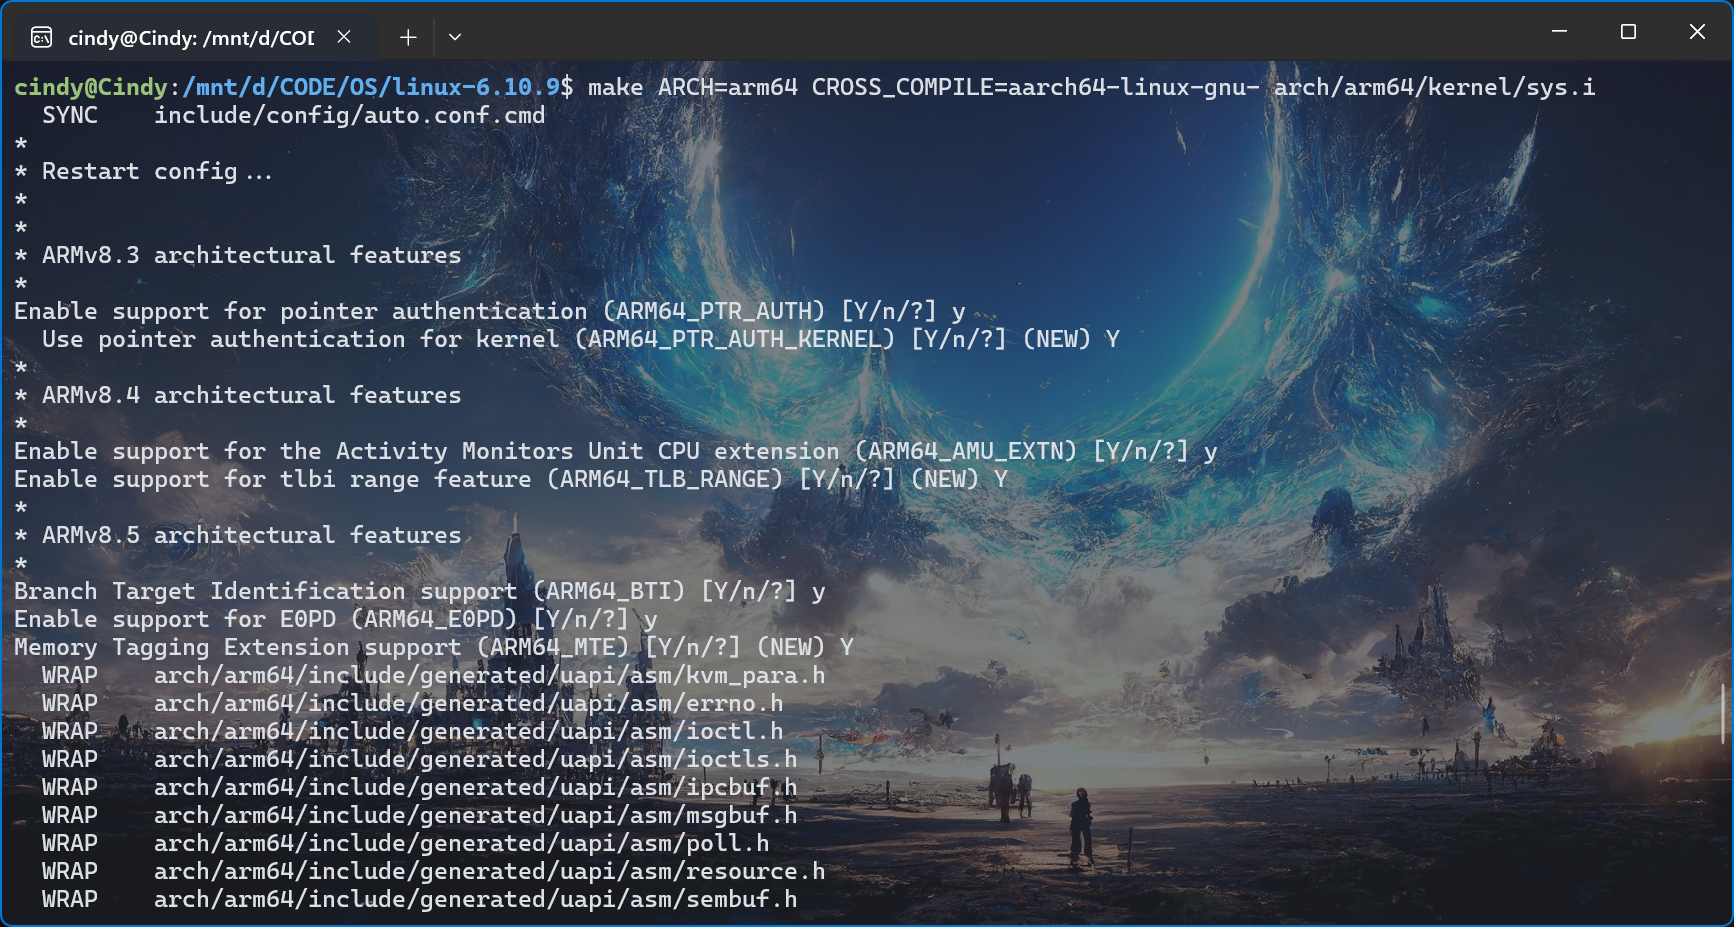 cindy@Cindy: /mnt/d/COD
cindy@Cindy:/mnt/d/CODE/OS/linux-6.10.9$ make ARCH=arm64 CROSS_COMPILE=aarch64-linux-gnu- arch/arm64/kernel/sys.i
  SYNC    include/config/auto.conf.cmd
*
* Restart config...
*
*
* ARMv8.3 architectural features
*
Enable support for pointer authentication (ARM64_PTR_AUTH) [Y/n/?] y
  Use pointer authentication for kernel (ARM64_PTR_AUTH_KERNEL) [Y/n/?] (NEW) Y
*
* ARMv8.4 architectural features
*
Enable support for the Activity Monitors Unit CPU extension (ARM64_AMU_EXTN) [Y/n/?] y
Enable support for tlbi range feature (ARM64_TLB_RANGE) [Y/n/?] (NEW) Y
*
* ARMv8.5 architectural features
*
Branch Target Identification support (ARM64_BTI) [Y/n/?] y
Enable support for E0PD (ARM64_E0PD) [Y/n/?] y
Memory Tagging Extension support (ARM64_MTE) [Y/n/?] (NEW) Y
  WRAP    arch/arm64/include/generated/uapi/asm/kvm_para.h
  WRAP    arch/arm64/include/generated/uapi/asm/errno.h
  WRAP    arch/arm64/include/generated/uapi/asm/ioctl.h
  WRAP    arch/arm64/include/generated/uapi/asm/ioctls.h
  WRAP    arch/arm64/include/generated/uapi/asm/ipcbuf.h
  WRAP    arch/arm64/include/generated/uapi/asm/msgbuf.h
  WRAP    arch/arm64/include/generated/uapi/asm/poll.h
  WRAP    arch/arm64/include/generated/uapi/asm/resource.h
  WRAP    arch/arm64/include/generated/uapi/asm/sembuf.h